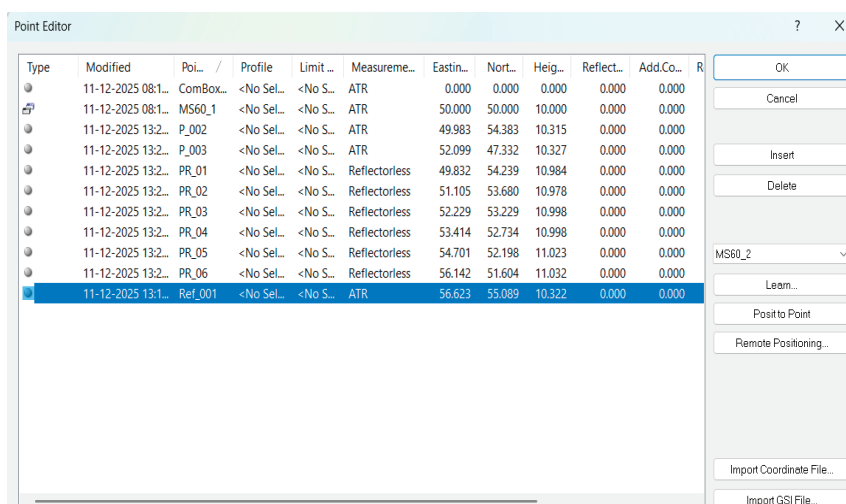 Point Editor ? X
Type Modified Poi... / Profile Limit ... Measureme... Eastin... Nort... Heig... Reflect... Add.Co... R
11-12-2025 08:1... ComBox... <No Sel... <No S... ATR 0.000 0.000 0.000 0.000 0.000
11-12-2025 08:1... MS60_1 <No Sel... <No S... ATR 50.000 50.000 10.000 0.000 0.000
11-12-2025 13:2... P_002 <No Sel... <No S... ATR 49.983 54.383 10.315 0.000 0.000
11-12-2025 13:2... P_003 <No Sel... <No S... ATR 52.099 47.332 10.327 0.000 0.000
11-12-2025 13:2... PR_01 <No Sel... <No S... Reflectorless 49.832 54.239 10.984 0.000 0.000
11-12-2025 13:2... PR_02 <No Sel... <No S... Reflectorless 51.105 53.680 10.978 0.000 0.000
11-12-2025 13:2... PR_03 <No Sel... <No S... Reflectorless 52.229 53.229 10.998 0.000 0.000
11-12-2025 13:2... PR_04 <No Sel... <No S... Reflectorless 53.414 52.734 10.998 0.000 0.000
11-12-2025 13:2... PR_05 <No Sel... <No S... Reflectorless 54.701 52.198 11.023 0.000 0.000
11-12-2025 13:2... PR_06 <No Sel... <No S... Reflectorless 56.142 51.604 11.032 0.000 0.000
11-12-2025 13:1... Ref_001 <No Sel... <No S... ATR 56.623 55.089 10.322 0.000 0.000
OK
Cancel
Insert
Delete
MS60_2
Learn...
Posit to Point
Remote Positioning...
Import Coordinate File...
Import GSI File...